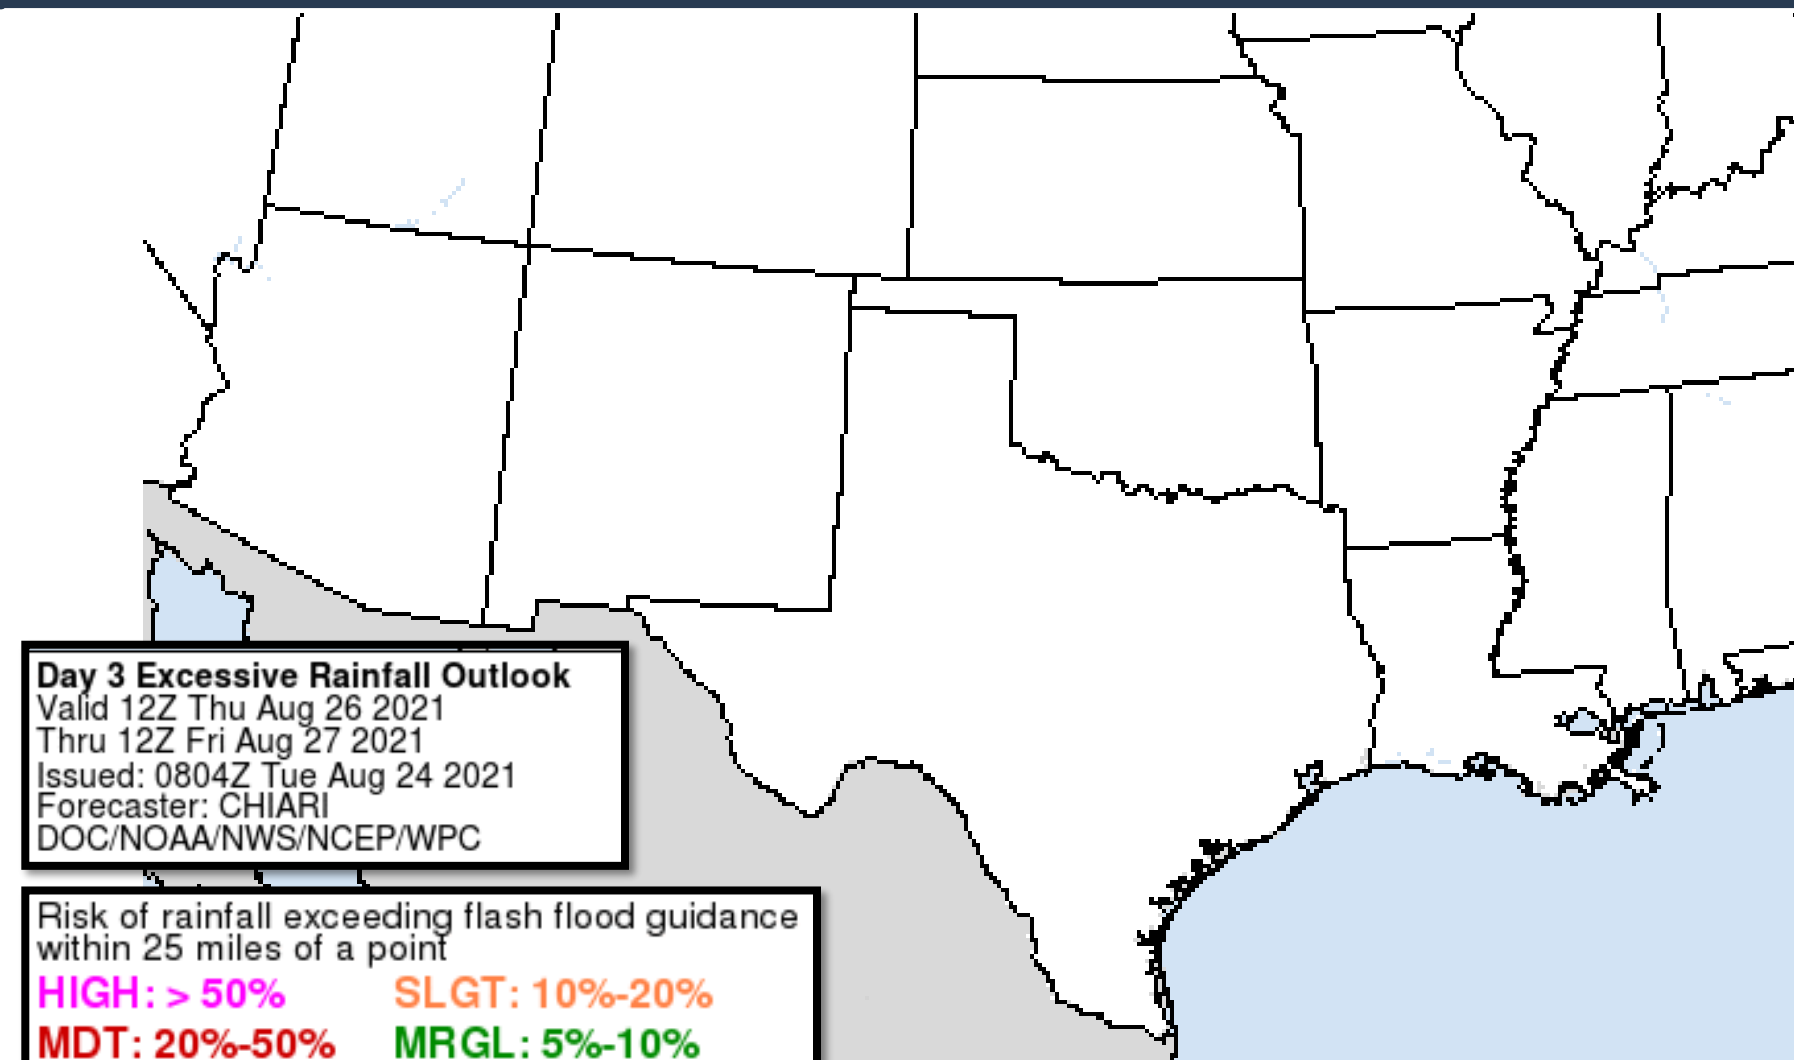 Day 3 Excessive Rainfall Outlook
Valid 12Z Thu Aug 26 2021
Thru 12Z Fri Aug 27 2021
Issued: 0804Z Tue Aug 24 2021
Forecaster: CHIARI
DOC/NOAA/NWS/NCEP/WPC
Risk of rainfall exceeding flash flood guidance
within 25 miles of a point
HIGH: > 50% SLGT: 10%-20%
MDT: 20%-50% MRGL: 5%-10%